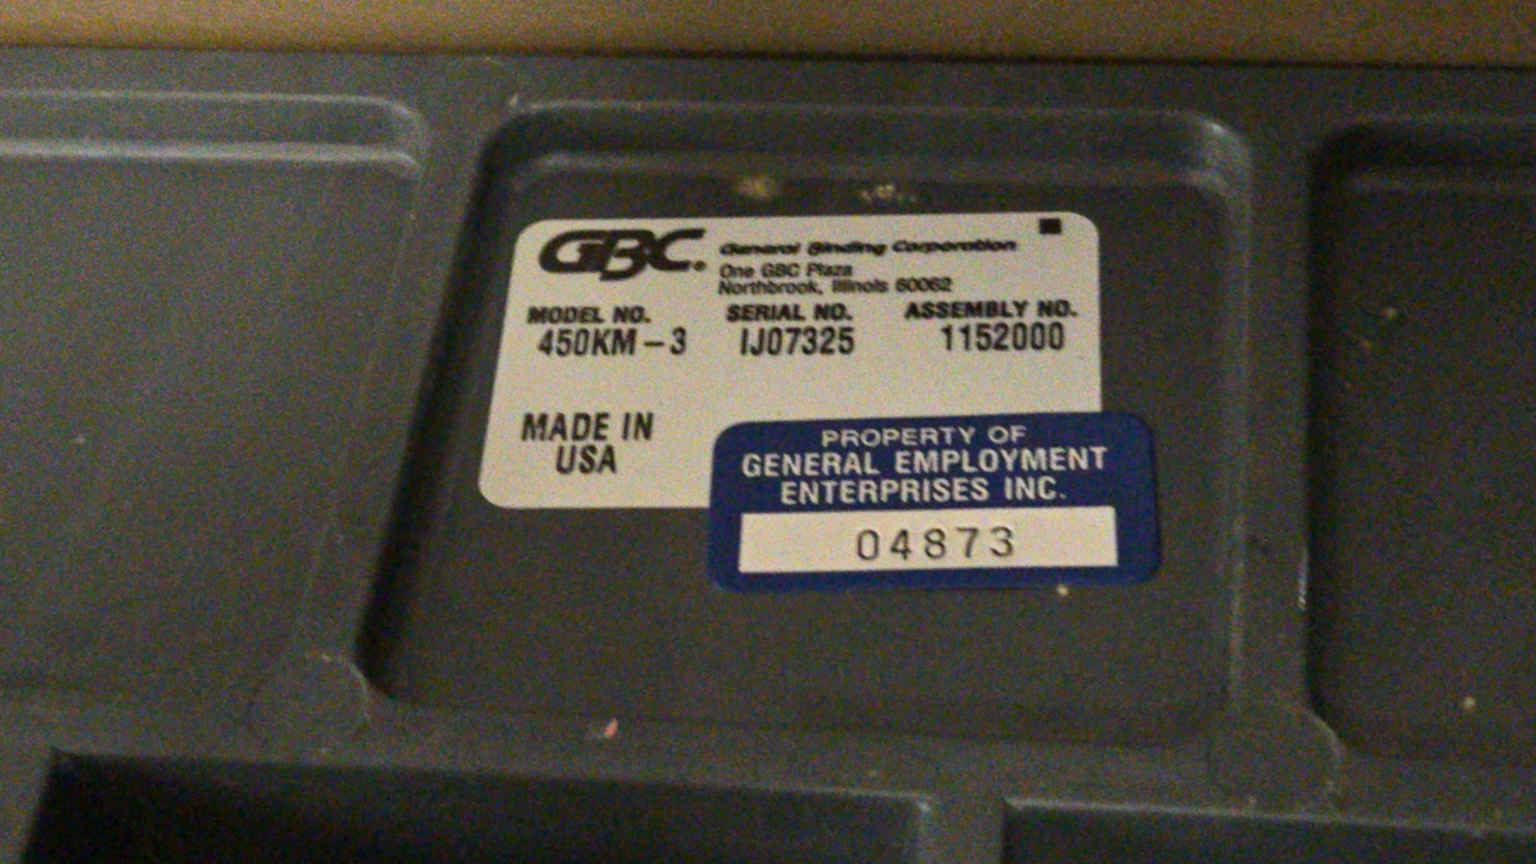 GBC®
General Binding Corporation
One GBC Plaza
Northbrook, Illinois 60062
MODEL NO. SERIAL NO. ASSEMBLY NO.
450KM-3 IJ07325 1152000
MADE IN
USA
PROPERTY OF
GENERAL EMPLOYMENT
ENTERPRISES INC.
04873